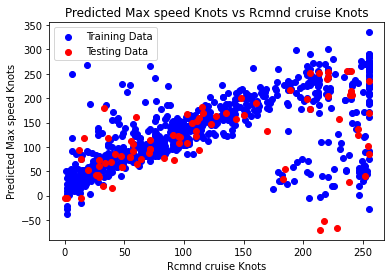 Predicted Max speed Knots vs Rcmnd cruise Knots
Training Data
Testing Data
Predicted Max speed Knots
350
300
250
200
150
100
50
0
−50
0 50 100 150 200 250
Rcmnd cruise Knots